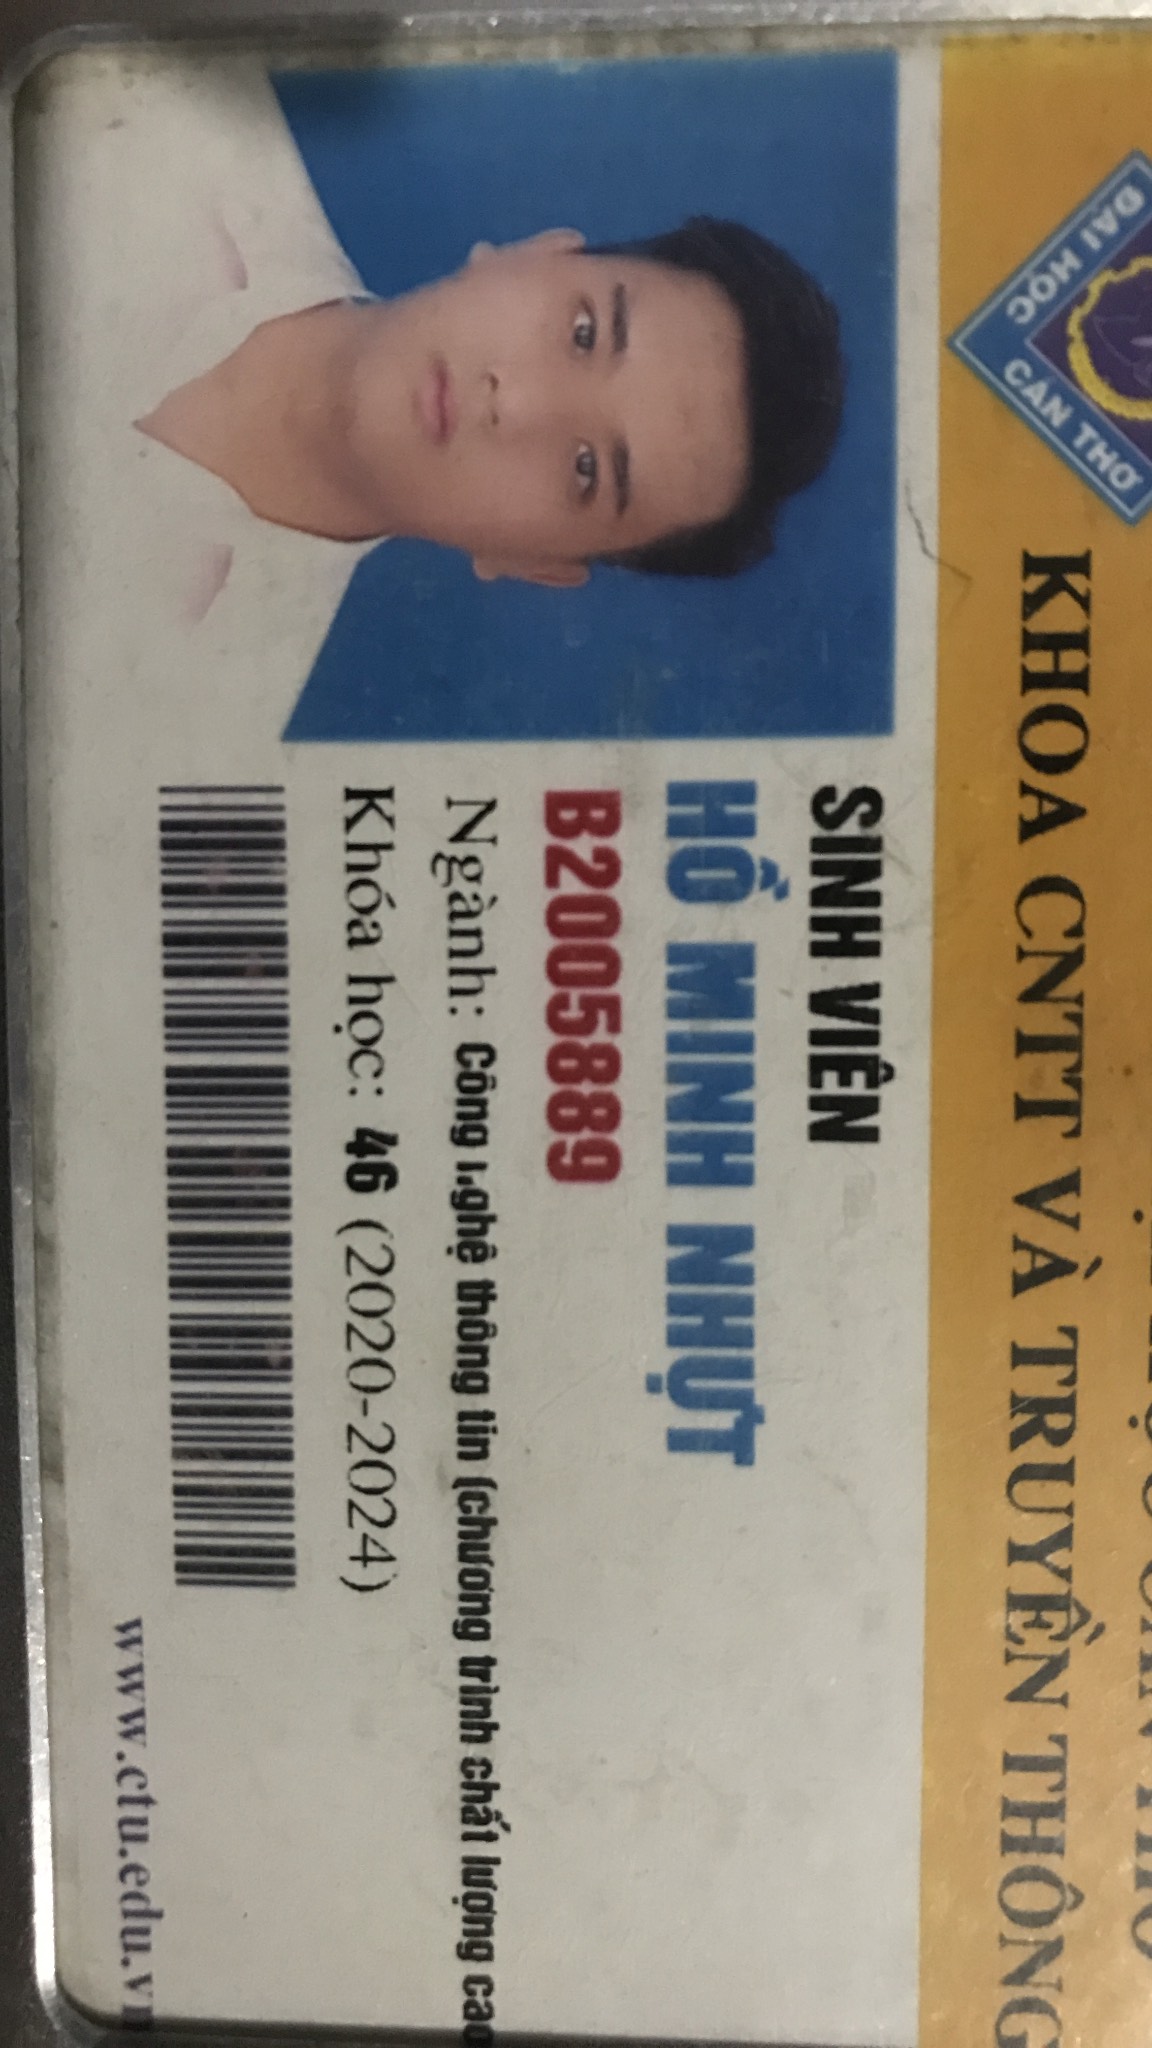 ĐẠI HỌC
CẦN THƠ
KHOA CNTT VÀ TRUYỀN THÔNG
SINH VIÊN
HỒ MINH NHỰT
B2005889
Ngành: Công nghệ thông tin (chương trình chất lượng cao
Khóa học: 46 (2020-2024)
www.ctu.edu.vn